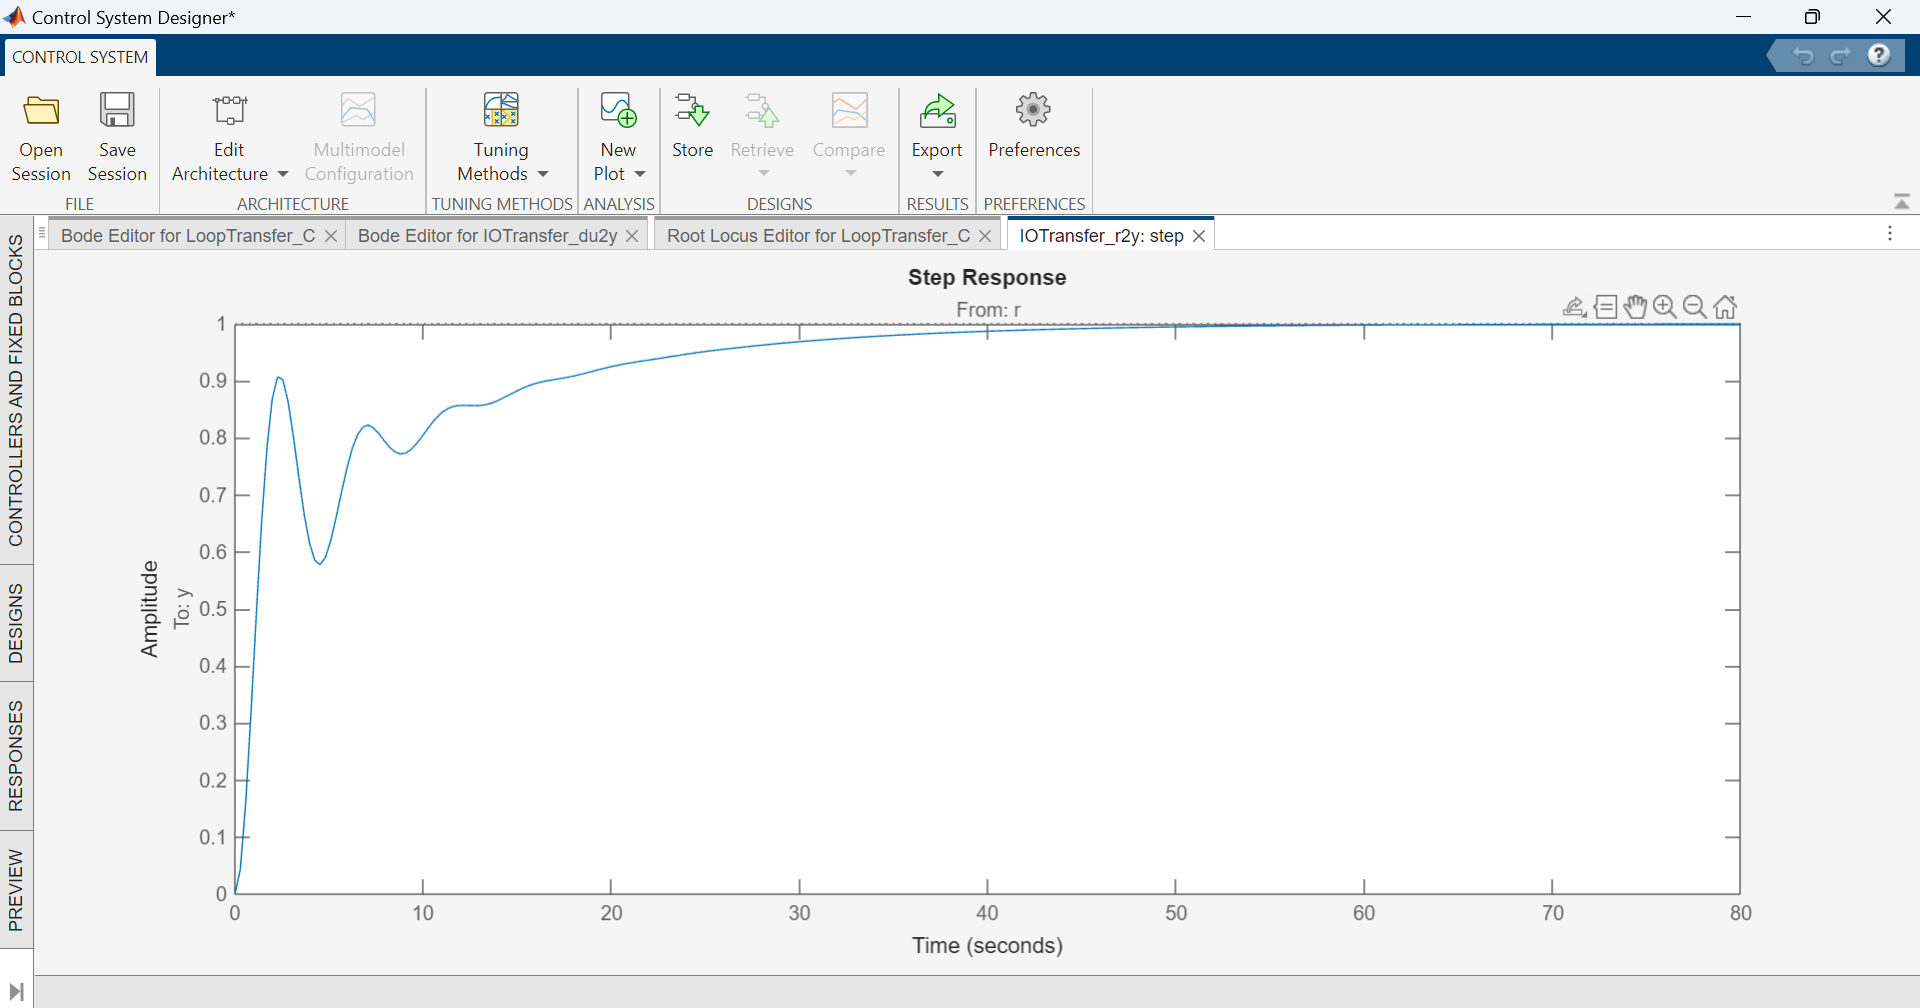 Control System Designer*
CONTROL SYSTEM
Open Session
Save Session
FILE
Edit Architecture
Multimodel Configuration
ARCHITECTURE
Tuning Methods
TUNING METHODS
New Plot
ANALYSIS
Store
Retrieve
Compare
DESIGNS
Export
RESULTS
Preferences
PREFERENCES
Bode Editor for LoopTransfer_C
Bode Editor for IOTransfer_du2y
Root Locus Editor for LoopTransfer_C
IOTransfer_r2y: step
CONTROLLERS AND FIXED BLOCKS
DESIGNS
RESPONSES
PREVIEW
Step Response
From: r
Amplitude
To: y
1
0.9
0.8
0.7
0.6
0.5
0.4
0.3
0.2
0.1
0
0 10 20 30 40 50 60 70 80
Time (seconds)